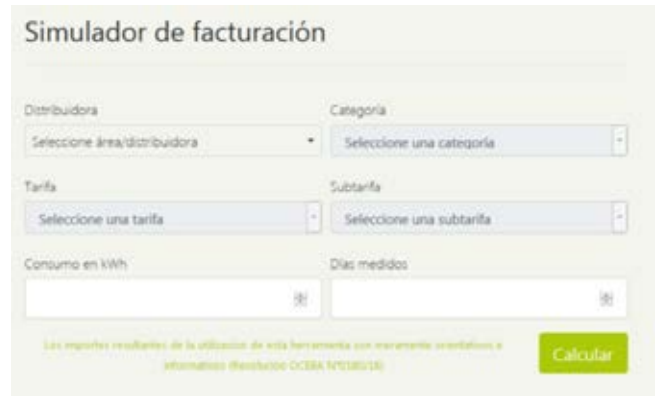 Simulador de facturación
Distribuidora
Categoría
Seleccione área/distribuidora
Seleccione una categoría
Tarifa
Subtarifa
Seleccione una tarifa
Seleccione una subtarifa
Consumo en kWh
Días medidos
Los importes resultantes de la utilización de esta herramienta son meramente orientativos e
informativos (Resolución OCEBA
Calcular